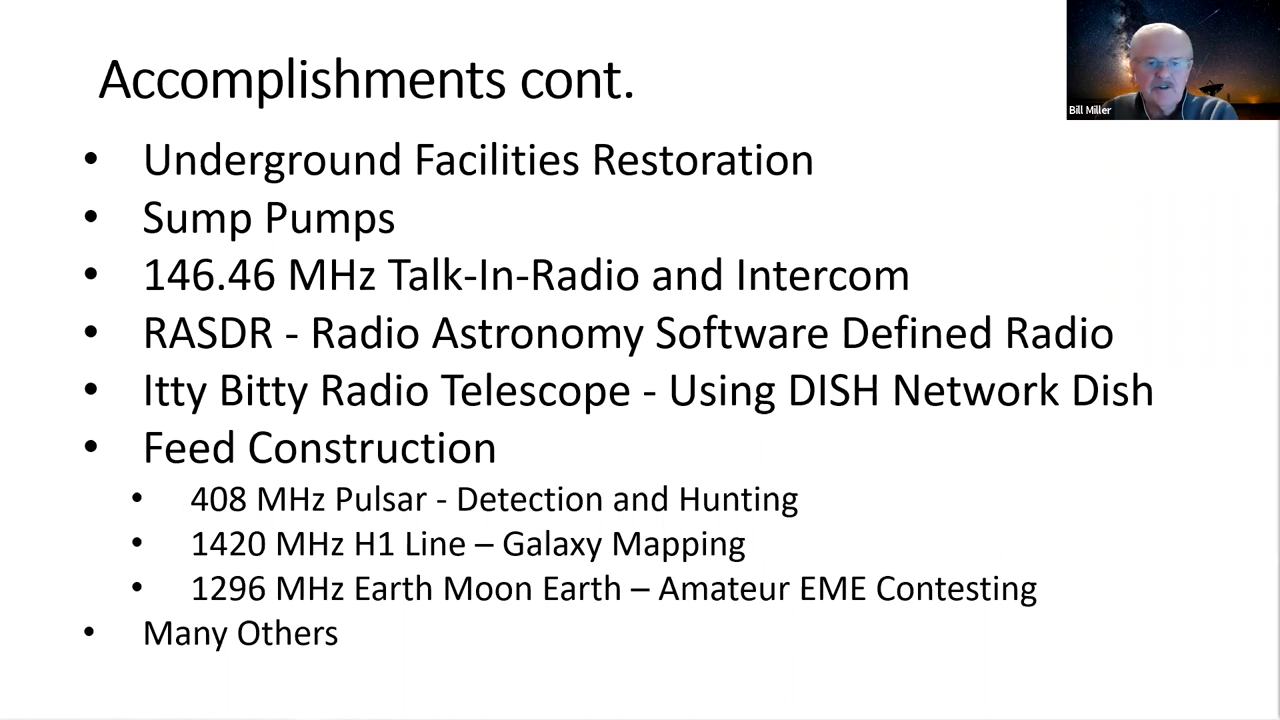 Accomplishments cont.
Bill Miller
• Underground Facilities Restoration
• Sump Pumps
• 146.46 MHz Talk-In-Radio and Intercom
• RASDR - Radio Astronomy Software Defined Radio
• Itty Bitty Radio Telescope - Using DISH Network Dish
• Feed Construction
• 408 MHz Pulsar - Detection and Hunting
• 1420 MHz H1 Line – Galaxy Mapping
• 1296 MHz Earth Moon Earth – Amateur EME Contesting
• Many Others